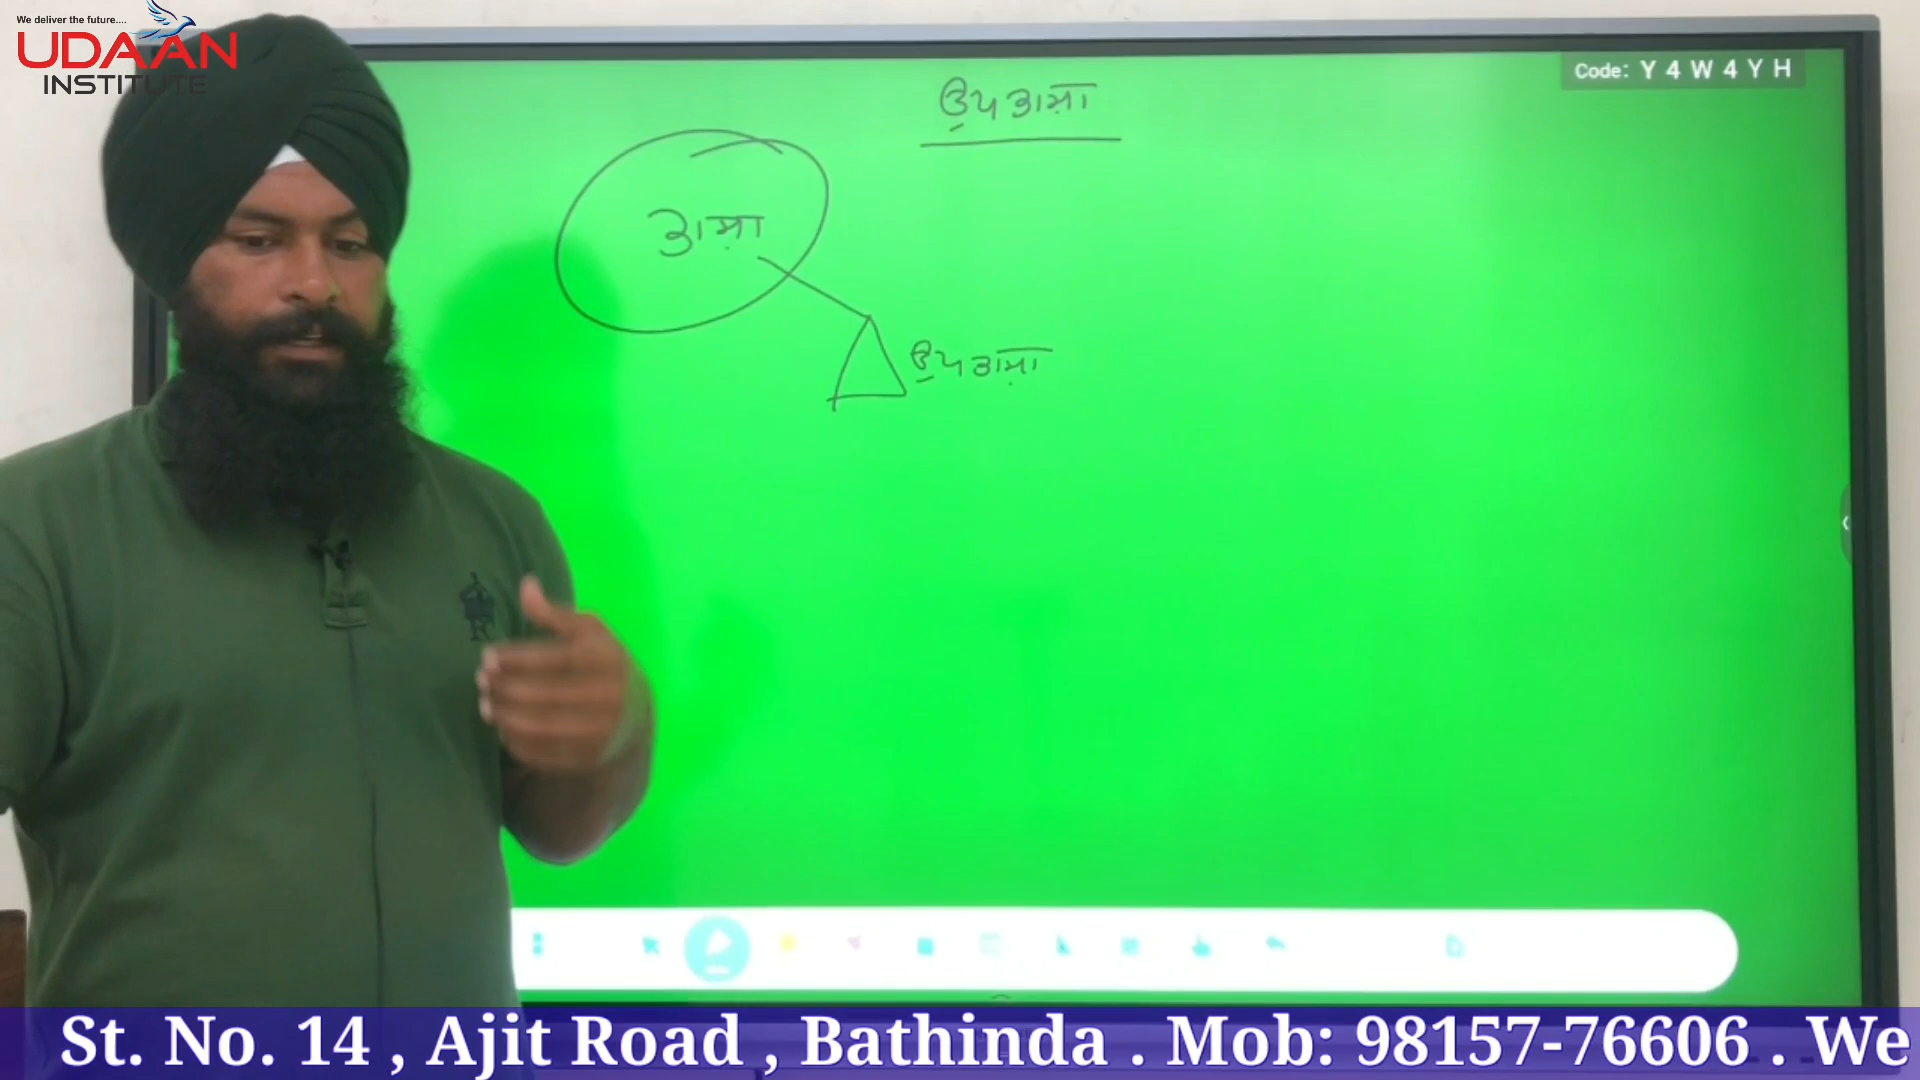 We deliver the future....
UDAAN
INSTITUTE
Code: Y 4 W 4 Y H
ਉਪਭਾਸ਼ਾ
ਭਾਸ਼ਾ
ਉਪਭਾਸ਼ਾ
St. No. 14 , Ajit Road , Bathinda . Mob: 98157-76606 . We